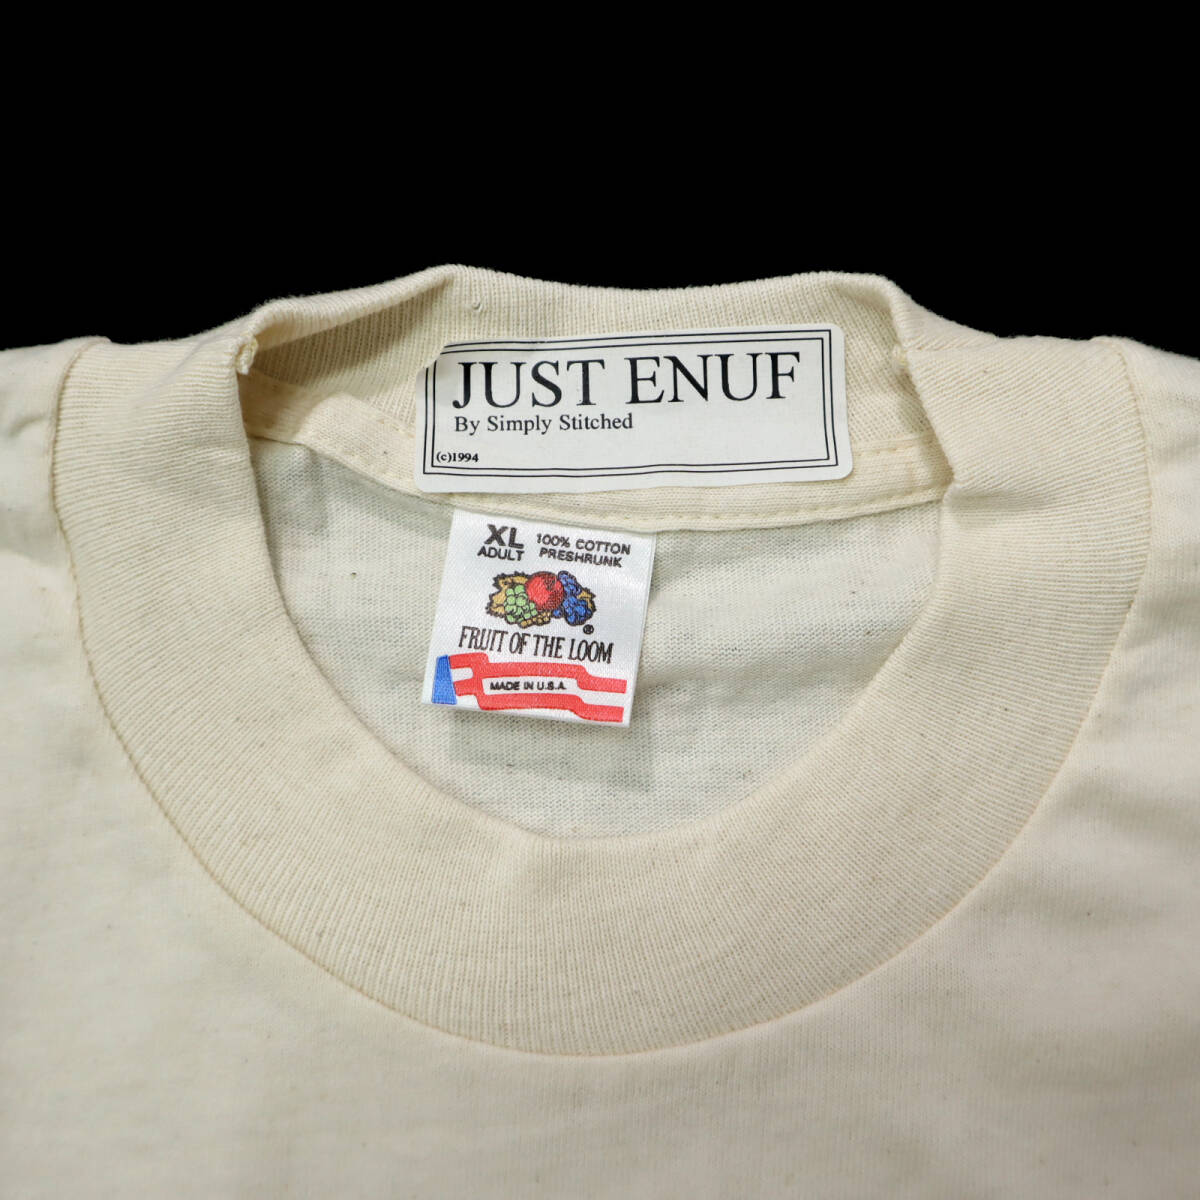 JUST ENUF
By Simply Stitched
(c)1994
XL 100% COTTON
ADULT PRESHRUNK
®
FRUIT OF THE LOOM
MADE IN U.S.A.